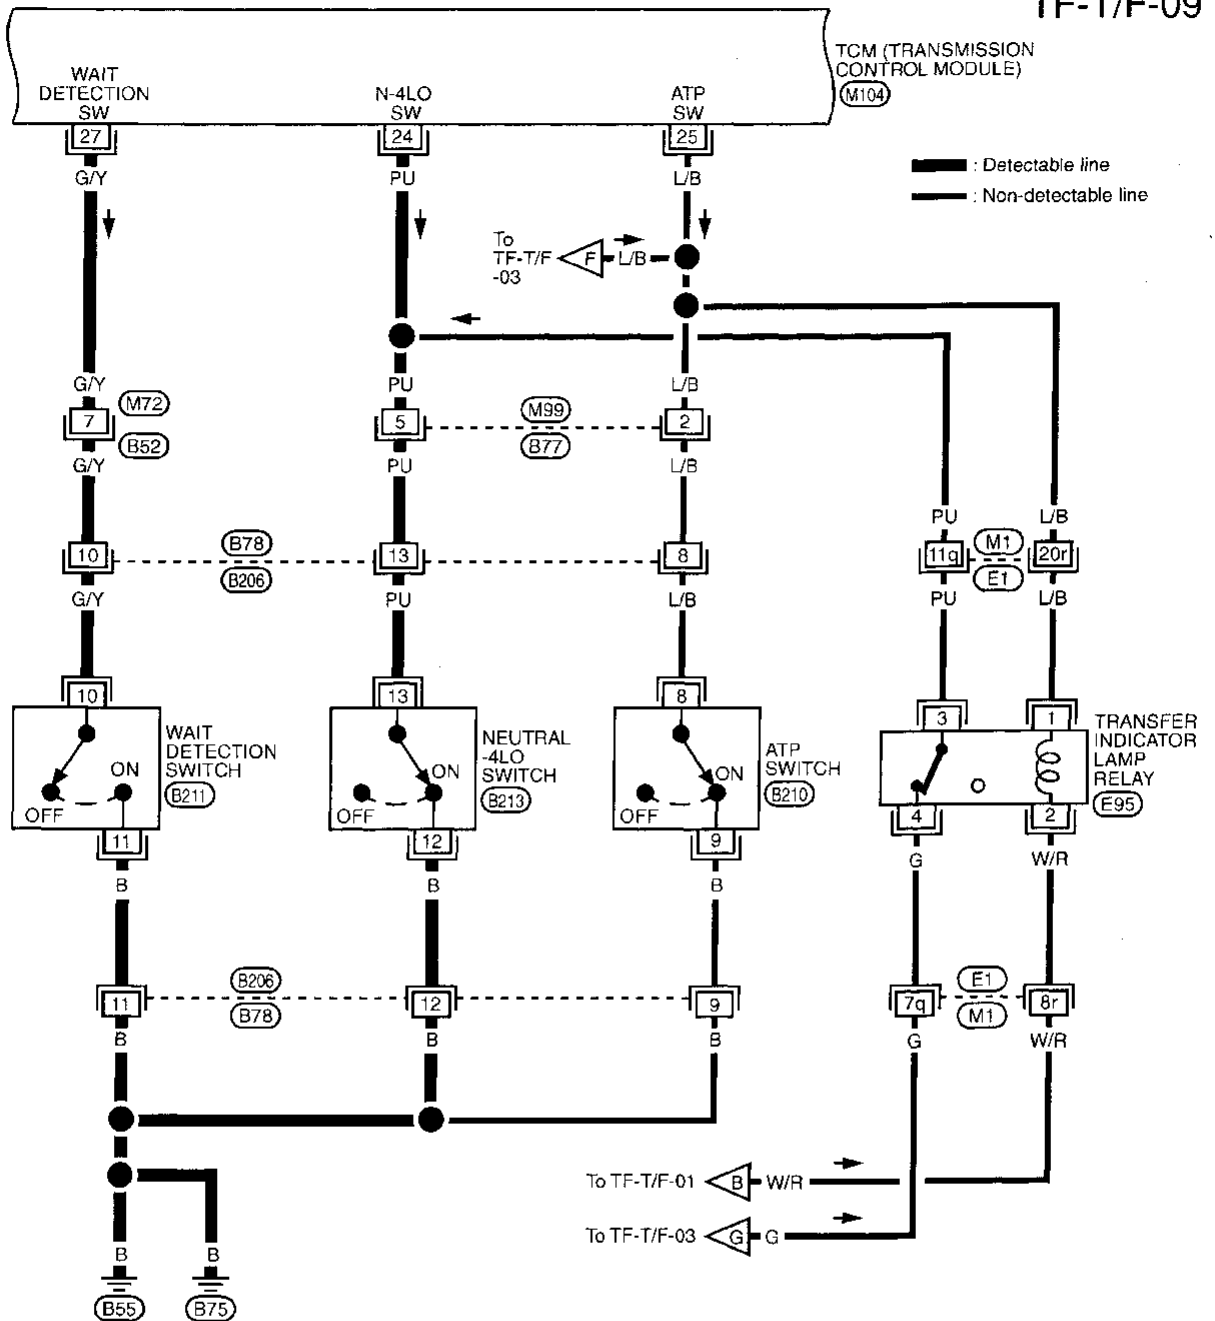 TF-T/F-09
TCM (TRANSMISSION
CONTROL MODULE)
M104
WAIT
DETECTION
SW
N-4LO
SW
ATP
SW
27
24
25
: Detectable line
: Non-detectable line
G/Y
PU
L/B
To
TF-T/F
-03
F
L/B
G/Y
PU
L/B
7
M72
B52
5
M99
B77
2
G/Y
PU
L/B
PU
L/B
10
B78
B206
13
8
11q
M1
E1
20r
G/Y
PU
L/B
PU
L/B
10
13
8
3
1
WAIT
DETECTION
SWITCH
B211
ON
OFF
NEUTRAL
-4LO
SWITCH
B213
ON
OFF
ATP
SWITCH
B210
ON
OFF
TRANSFER
INDICATOR
LAMP
RELAY
E95
11
12
9
4
2
B
B
B
G
W/R
11
B206
B78
12
9
7q
E1
M1
8r
B
B
B
G
W/R
To TF-T/F-01
B
W/R
To TF-T/F-03
G
G
B
B
B55
B75